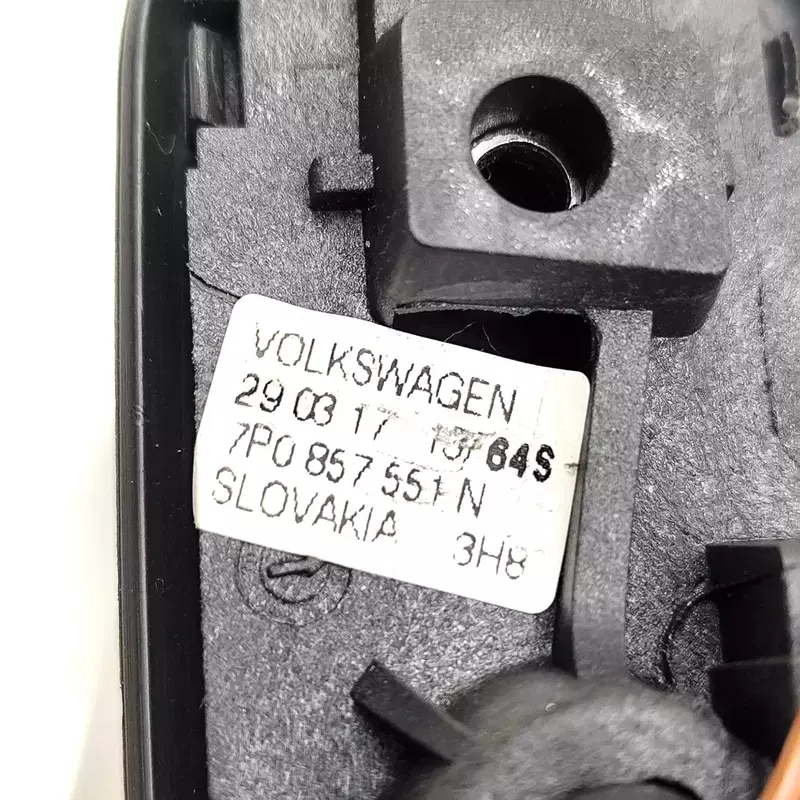 VOLKSWAGEN
29 03 17 64S
7P0 857 551 N
SLOVAKIA 3H8